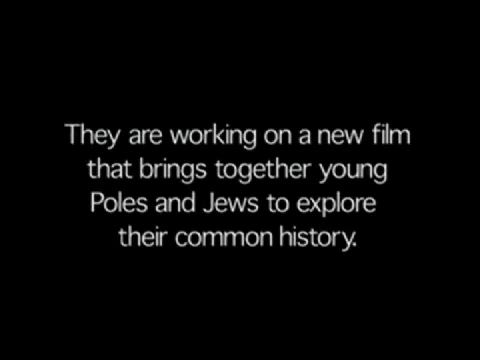 They are working on a new film
that brings together young
Poles and Jews to explore
their common history.